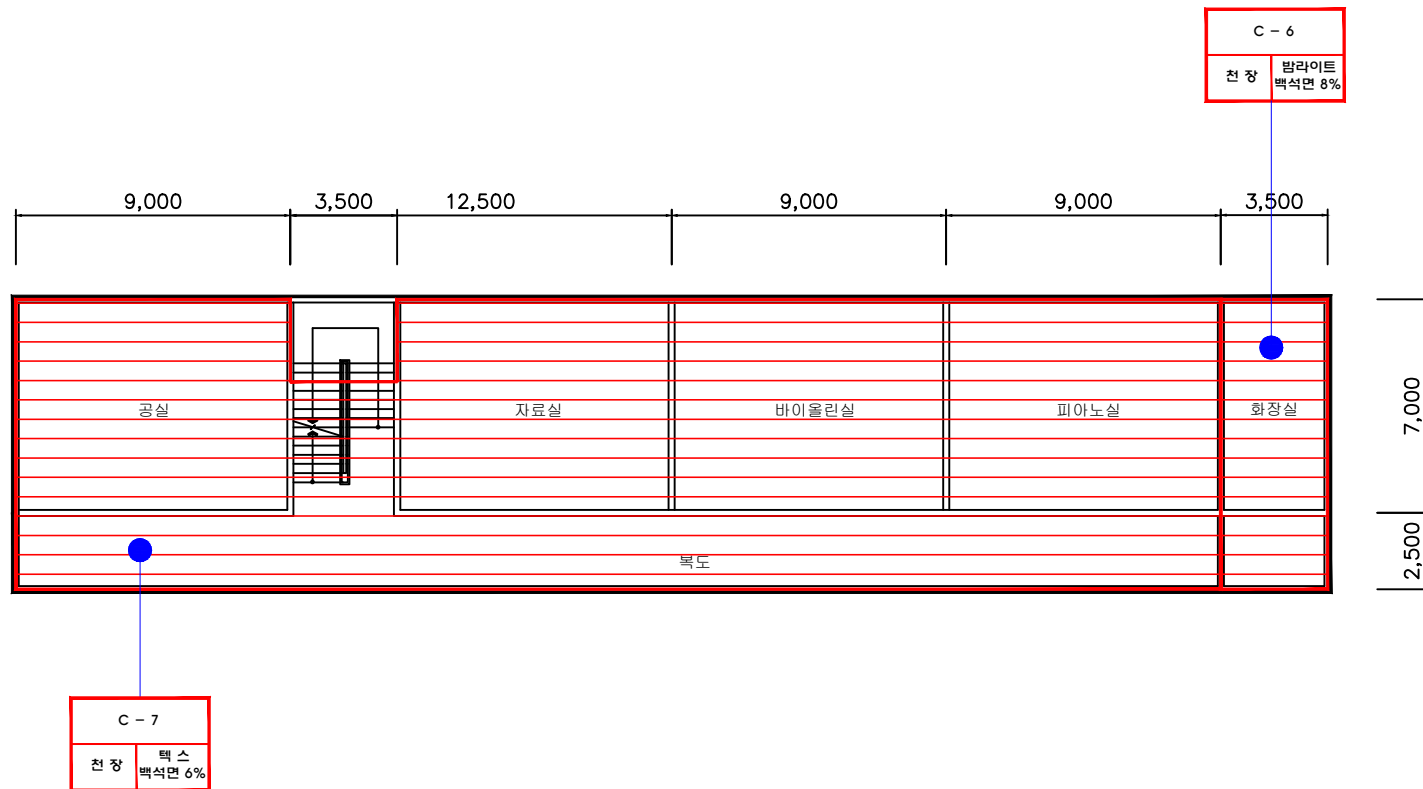 C - 6
천 장
밤라이트
백석면 8%
9,000
3,500
12,500
9,000
9,000
3,500
공실
자료실
바이올린실
피아노실
화장실
7,000
복도
2,500
C - 7
천 장
텍 스
백석면 6%